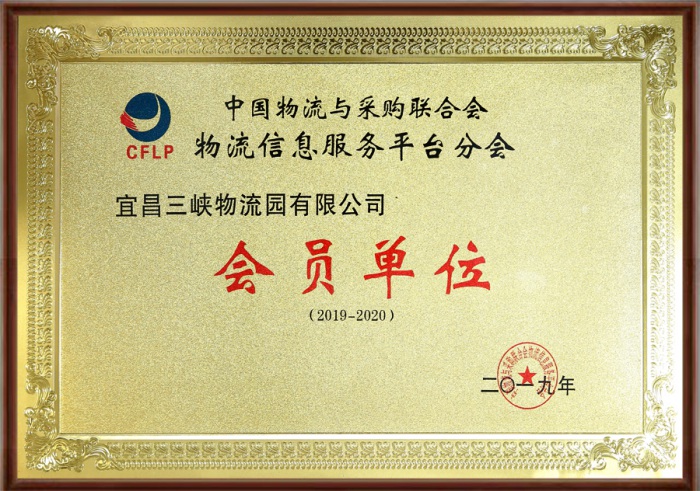 中国物流与采购联合会
CFLP
物流信息服务平台分会
宜昌三峡物流园有限公司
会员单位
（2019-2020）
二〇一九年